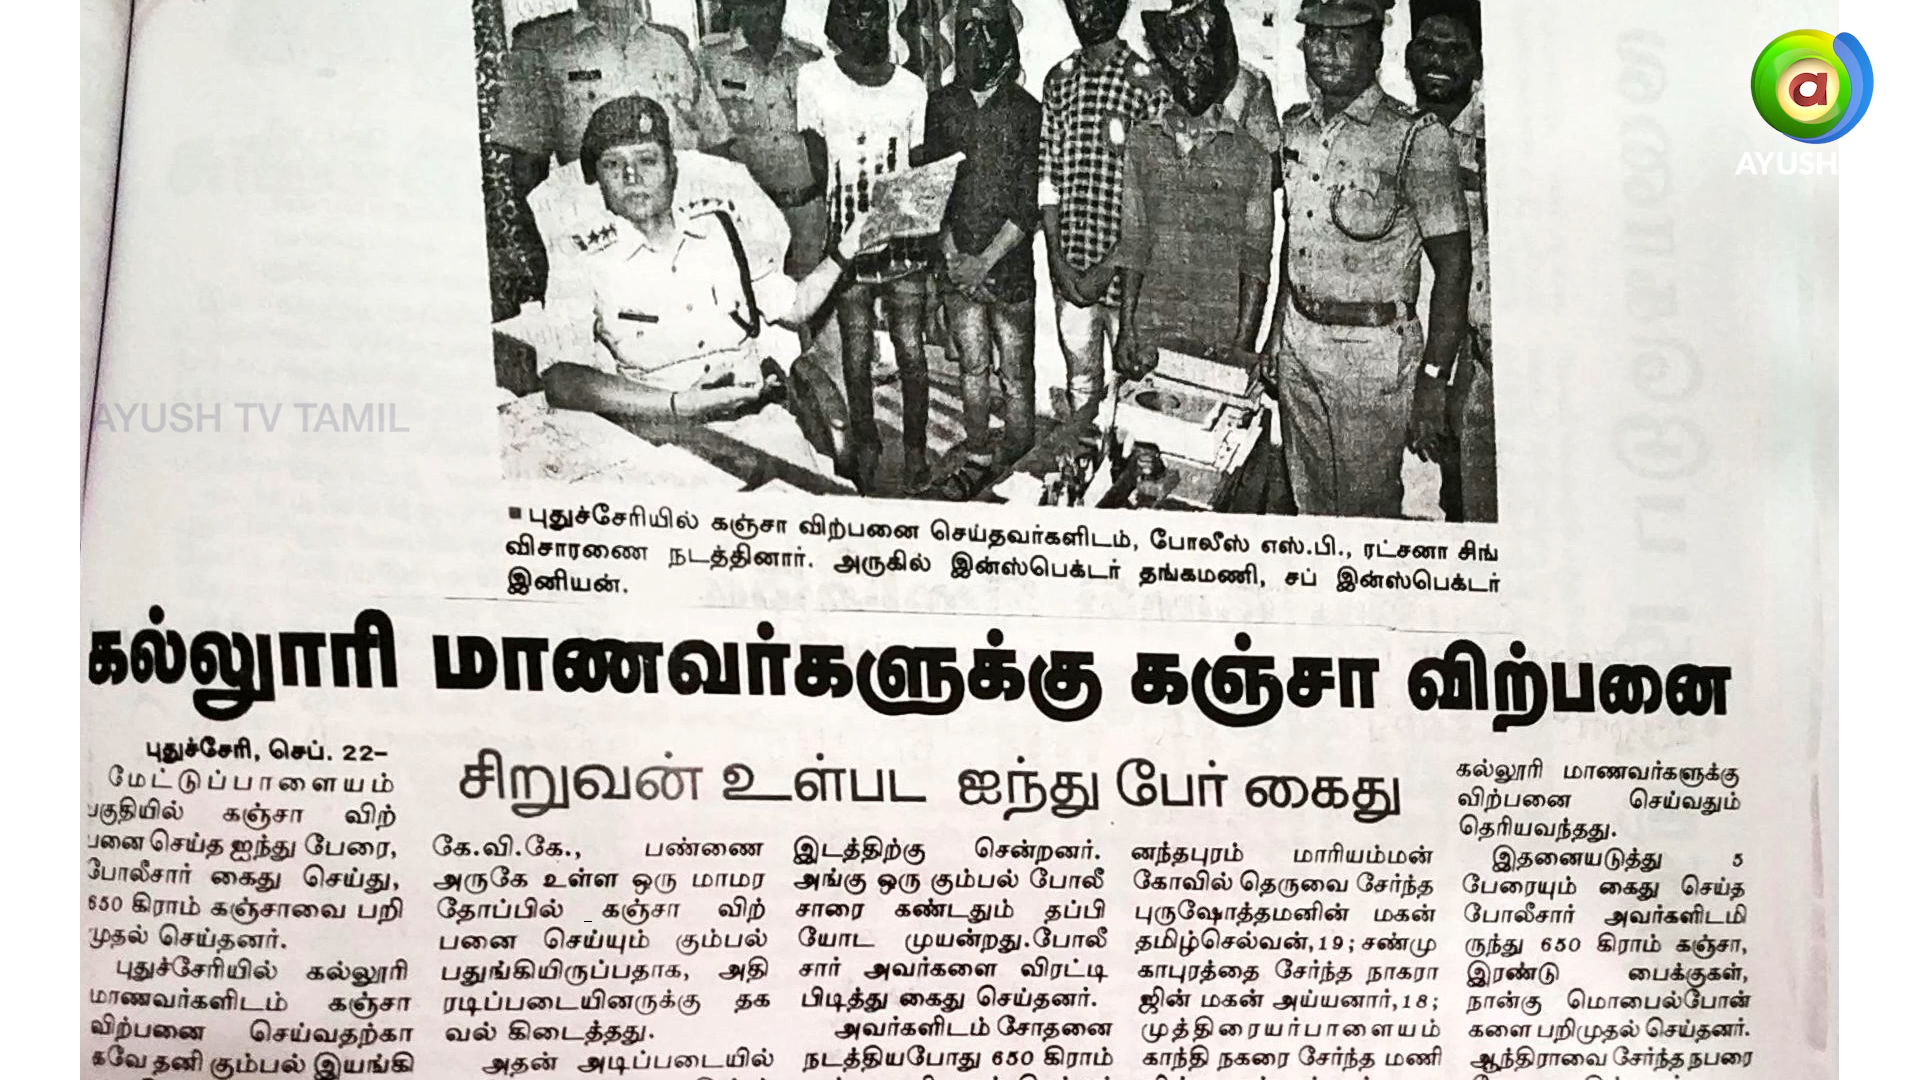 a
AYUSH
AYUSH TV TAMIL
புதுச்சேரியில் கஞ்சா விற்பனை செய்தவர்களிடம், போலீஸ் எஸ்.பி., ரட்சனா சிங்
விசாரணை நடத்தினார். அருகில் இன்ஸ்பெக்டர் தங்கமணி, சப் இன்ஸ்பெக்டர்
இனியன்.
கல்லூரி மாணவர்களுக்கு கஞ்சா விற்பனை
சிறுவன் உள்பட ஐந்து பேர் கைது
புதுச்சேரி, செப். 22–
மேட்டுப்பாளையம்
பகுதியில் கஞ்சா விற்
பனை செய்த ஐந்து பேரை,
போலீசார் கைது செய்து,
650 கிராம் கஞ்சாவை பறி
முதல் செய்தனர்.
புதுச்சேரியில் கல்லூரி
மாணவர்களிடம் கஞ்சா
விற்பனை செய்வதற்கா
கவே தனி கும்பல் இயங்கி
கே.வி.கே., பண்ணை
அருகே உள்ள ஒரு மாமர
தோப்பில் கஞ்சா விற்
பனை செய்யும் கும்பல்
பதுங்கியிருப்பதாக, அதி
ரடிப்படையினருக்கு தக
வல் கிடைத்தது.
அதன் அடிப்படையில்
இடத்திற்கு சென்றனர்.
அங்கு ஒரு கும்பல் போலீ
சாரை கண்டதும் தப்பி
யோட முயன்றது.போலீ
சார் அவர்களை விரட்டி
பிடித்து கைது செய்தனர்.
அவர்களிடம் சோதனை
நடத்தியபோது 650 கிராம்
னந்தபுரம் மாரியம்மன்
கோவில் தெருவை சேர்ந்த
புருஷோத்தமனின் மகன்
தமிழ்செல்வன்,19; சண்மு
காபுரத்தை சேர்ந்த நாகரா
ஜின் மகன் அய்யனார்,18;
முத்திரையர்பாளையம்
காந்தி நகரை சேர்ந்த மணி
கல்லூரி மாணவர்களுக்கு
விற்பனை செய்வதும்
தெரியவந்தது.
இதனையடுத்து 5
பேரையும் கைது செய்த
போலீசார் அவர்களிடமி
ருந்து 650 கிராம் கஞ்சா,
இரண்டு பைக்குகள்,
நான்கு மொபைல்போன்
களை பறிமுதல் செய்தனர்.
ஆந்திராவை சேர்ந்த நபரை